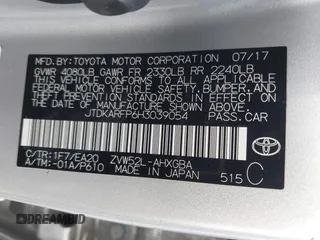 MFD. BY: TOYOTA MOTOR CORPORATION 07/17
GVWR 4080LB GAWR FR 2330LB RR 2240LB
THIS VEHICLE CONFORMS TO ALL APPLICABLE
FEDERAL MOTOR VEHICLE SAFETY, BUMPER, AND
THEFT PREVENTION STANDARDS IN EFFECT ON THE
DATE OF MANUFACTURE SHOWN ABOVE.
JTDKARFP6H3039054 PASS.CAR
C/TR: 1F7/EA20 ZVW52L-AHXGBA
A/TM: -01A/P610 MADE IN JAPAN 515 C
TOYOTA
DREAMBID